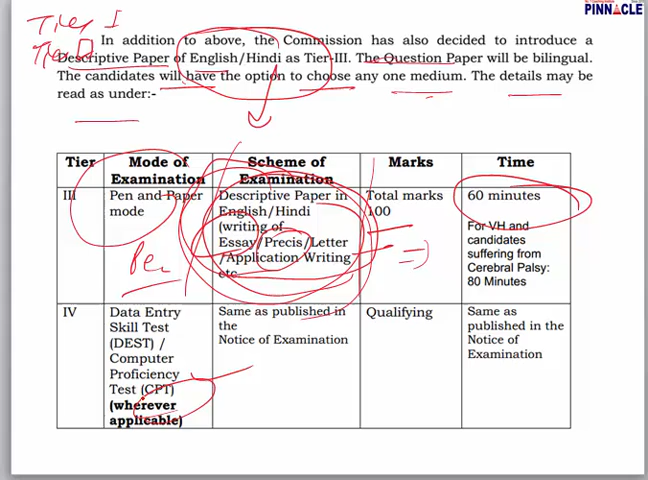 PINNACLE
Tier I
Tier II
In addition to above, the Commission has also decided to introduce a
Descriptive Paper of English/Hindi as Tier-III. The Question Paper will be bilingual.
The candidates will have the option to choose any one medium. The details may be
read as under:-
Tier Mode of Examination Scheme of Examination Marks Time
III Pen and Paper mode Descriptive Paper in English/Hindi (writing of Essay/Precis/Letter /Application Writing etc Total marks 100 60 minutes
For VH and candidates suffering from Cerebral Palsy: 80 Minutes
Pen
IV Data Entry Skill Test (DEST) / Computer Proficiency Test (CPT) (wherever applicable) Same as published in the Notice of Examination Qualifying Same as published in the Notice of Examination